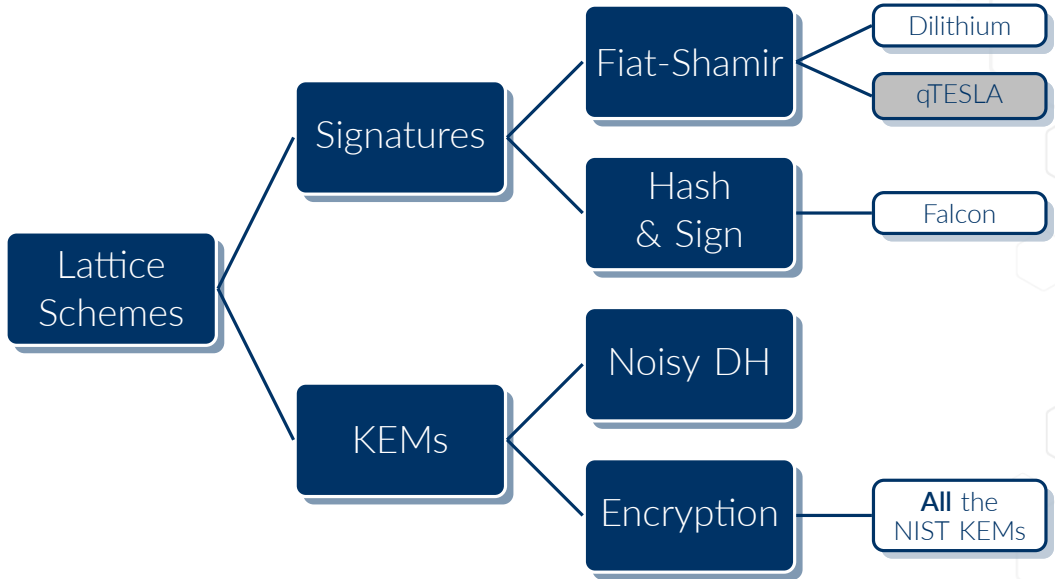 Lattice
Schemes
Signatures
Fiat-Shamir
Dilithium
qTESLA
Hash
& Sign
Falcon
KEMs
Noisy DH
Encryption
All the
NIST KEMs